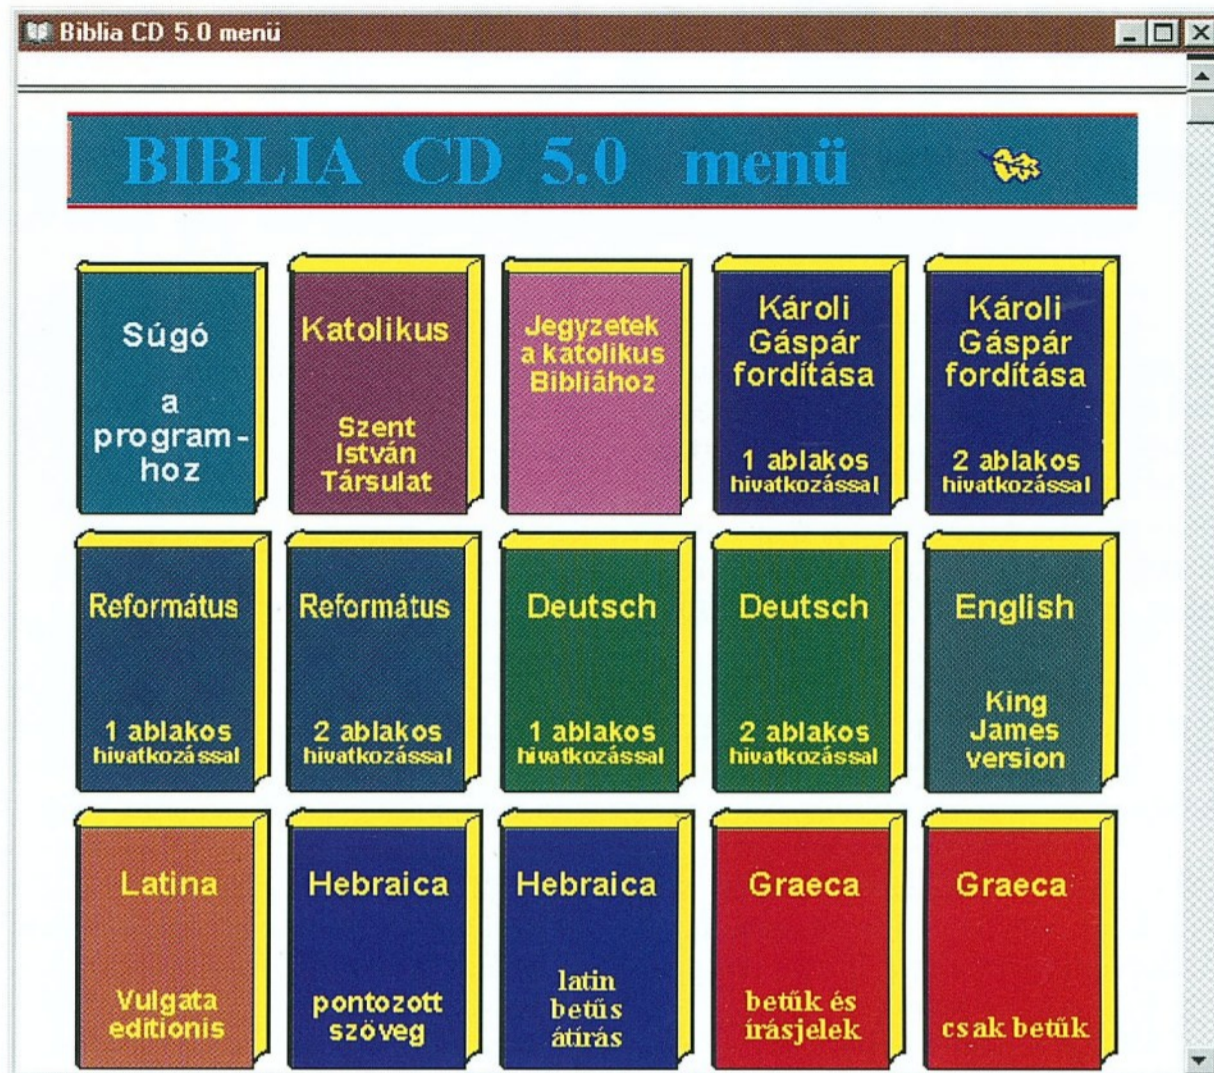 Biblia CD 5.0 menü
BIBLIA CD 5.0 menü
Súgó
a
program-
hoz
Katolikus
Szent
István
Társulat
Jegyzetek
a katolikus
Bibliához
Károli
Gáspár
fordítása
1 ablakos
hivatkozással
Károli
Gáspár
fordítása
2 ablakos
hivatkozással
Református
1 ablakos
hivatkozással
Református
2 ablakos
hivatkozással
Deutsch
1 ablakos
hivatkozással
Deutsch
2 ablakos
hivatkozással
English
King
James
version
Latina
Vulgata
editionis
Hebraica
pontozott
szöveg
Hebraica
latin
betűs
átírás
Graeca
betűk és
írásjelek
Graeca
csak betűk